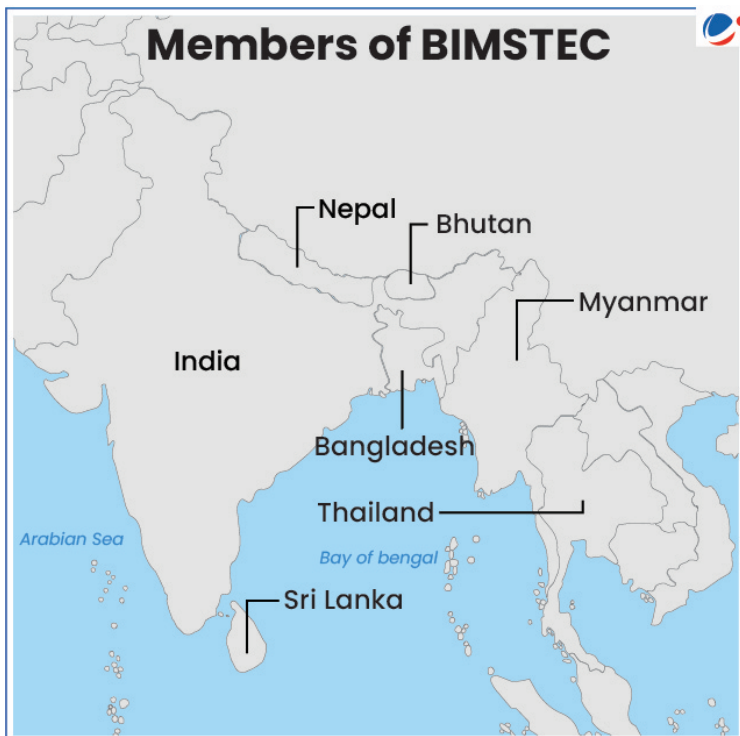 Members of BIMSTEC
Nepal
Bhutan
Myanmar
India
Bangladesh
Thailand
Arabian Sea
Bay of bengal
Sri Lanka